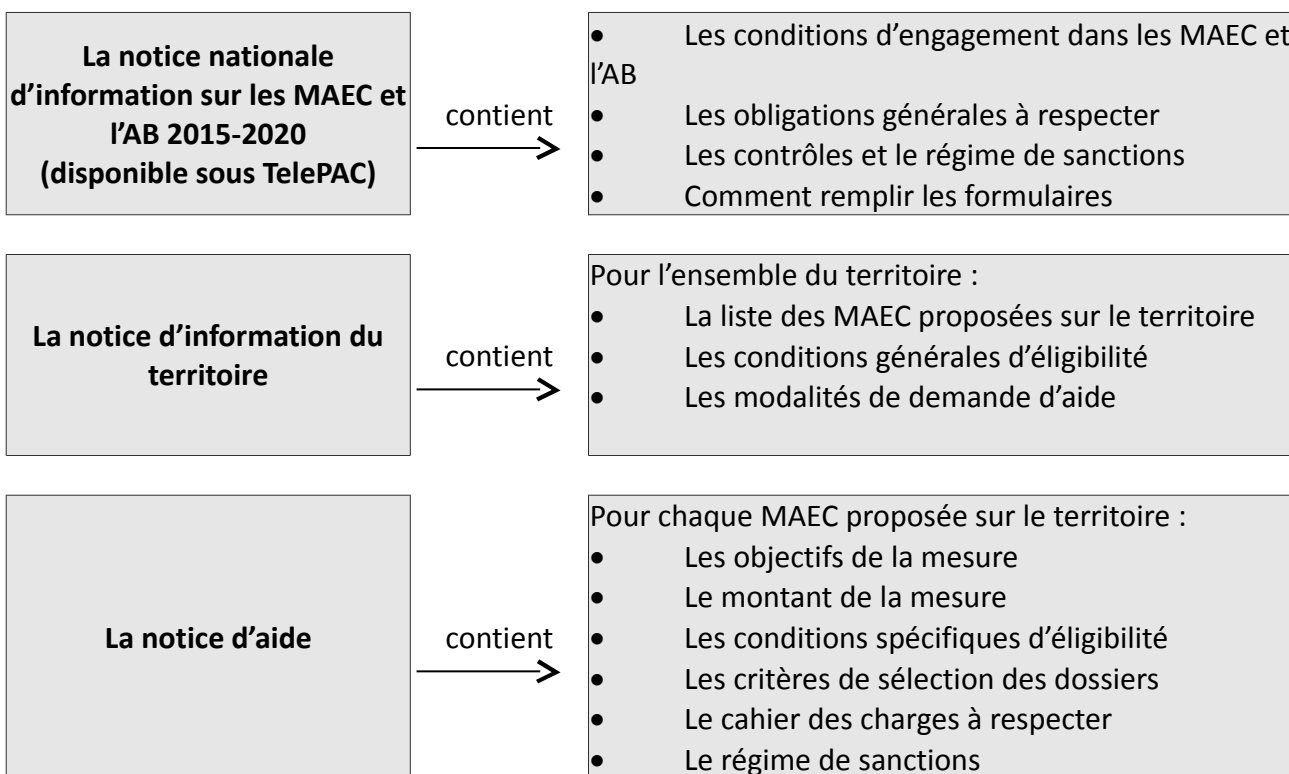 La notice nationale
d’information sur les MAEC et
l’AB 2015-2020
(disponible sous TelePAC)
contient
• Les conditions d’engagement dans les MAEC et
l’AB
• Les obligations générales à respecter
• Les contrôles et le régime de sanctions
• Comment remplir les formulaires
La notice d’information du
territoire
contient
Pour l’ensemble du territoire :
• La liste des MAEC proposées sur le territoire
• Les conditions générales d’éligibilité
• Les modalités de demande d’aide
La notice d’aide
contient
Pour chaque MAEC proposée sur le territoire :
• Les objectifs de la mesure
• Le montant de la mesure
• Les conditions spécifiques d’éligibilité
• Les critères de sélection des dossiers
• Le cahier des charges à respecter
• Le régime de sanctions